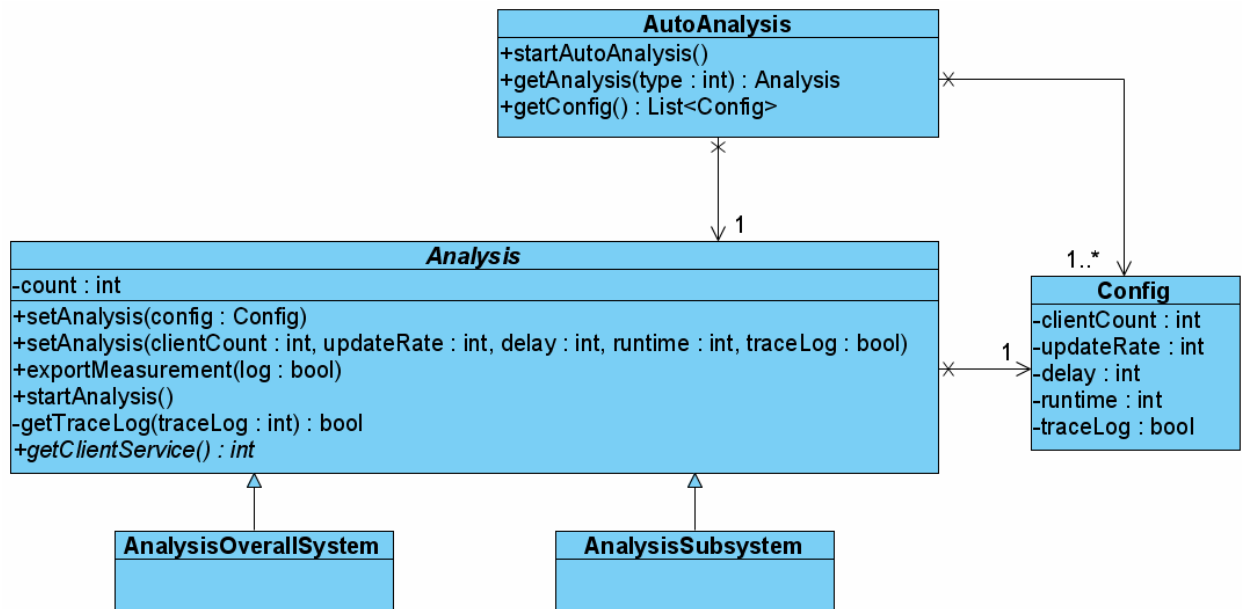 AutoAnalysis
+startAutoAnalysis()
+getAnalysis(type : int) : Analysis
+getConfig() : List<Config>
1
1..*
Analysis
-count : int
+setAnalysis(config : Config)
+setAnalysis(clientCount : int, updateRate : int, delay : int, runtime : int, traceLog : bool)
+exportMeasurement(log : bool)
+startAnalysis()
-getTraceLog(traceLog : int) : bool
+getClientService() : int
1
Config
-clientCount : int
-updateRate : int
-delay : int
-runtime : int
-traceLog : bool
AnalysisOverallSystem
AnalysisSubsystem